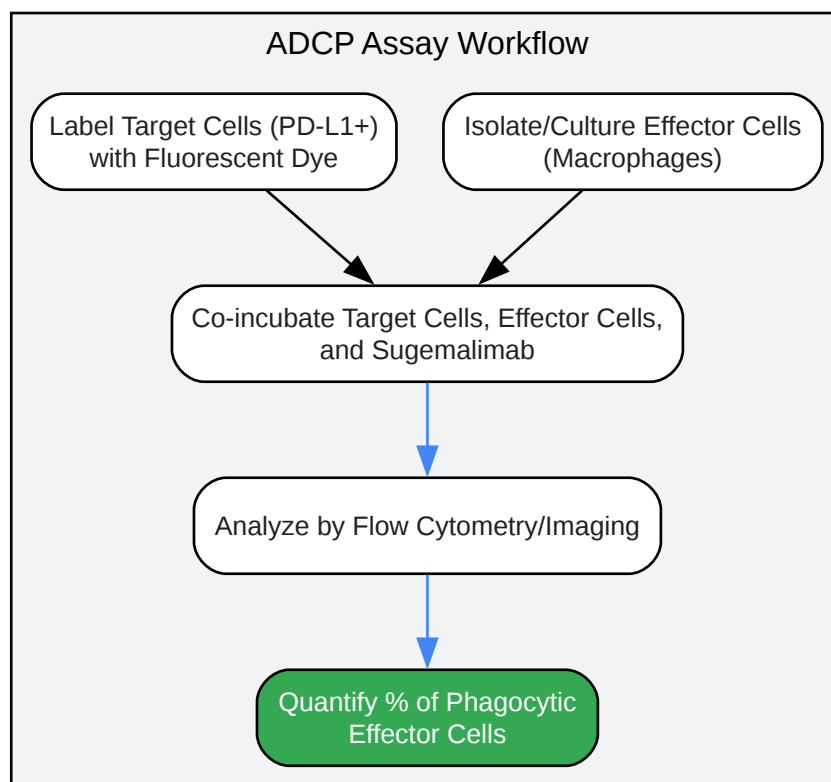 ADCP Assay Workflow
Label Target Cells (PD-L1+)
with Fluorescent Dye
Isolate/Culture Effector Cells
(Macrophages)
Co-incubate Target Cells, Effector Cells,
and Sugemalimab
Analyze by Flow Cytometry/Imaging
Quantify % of Phagocytic
Effector Cells